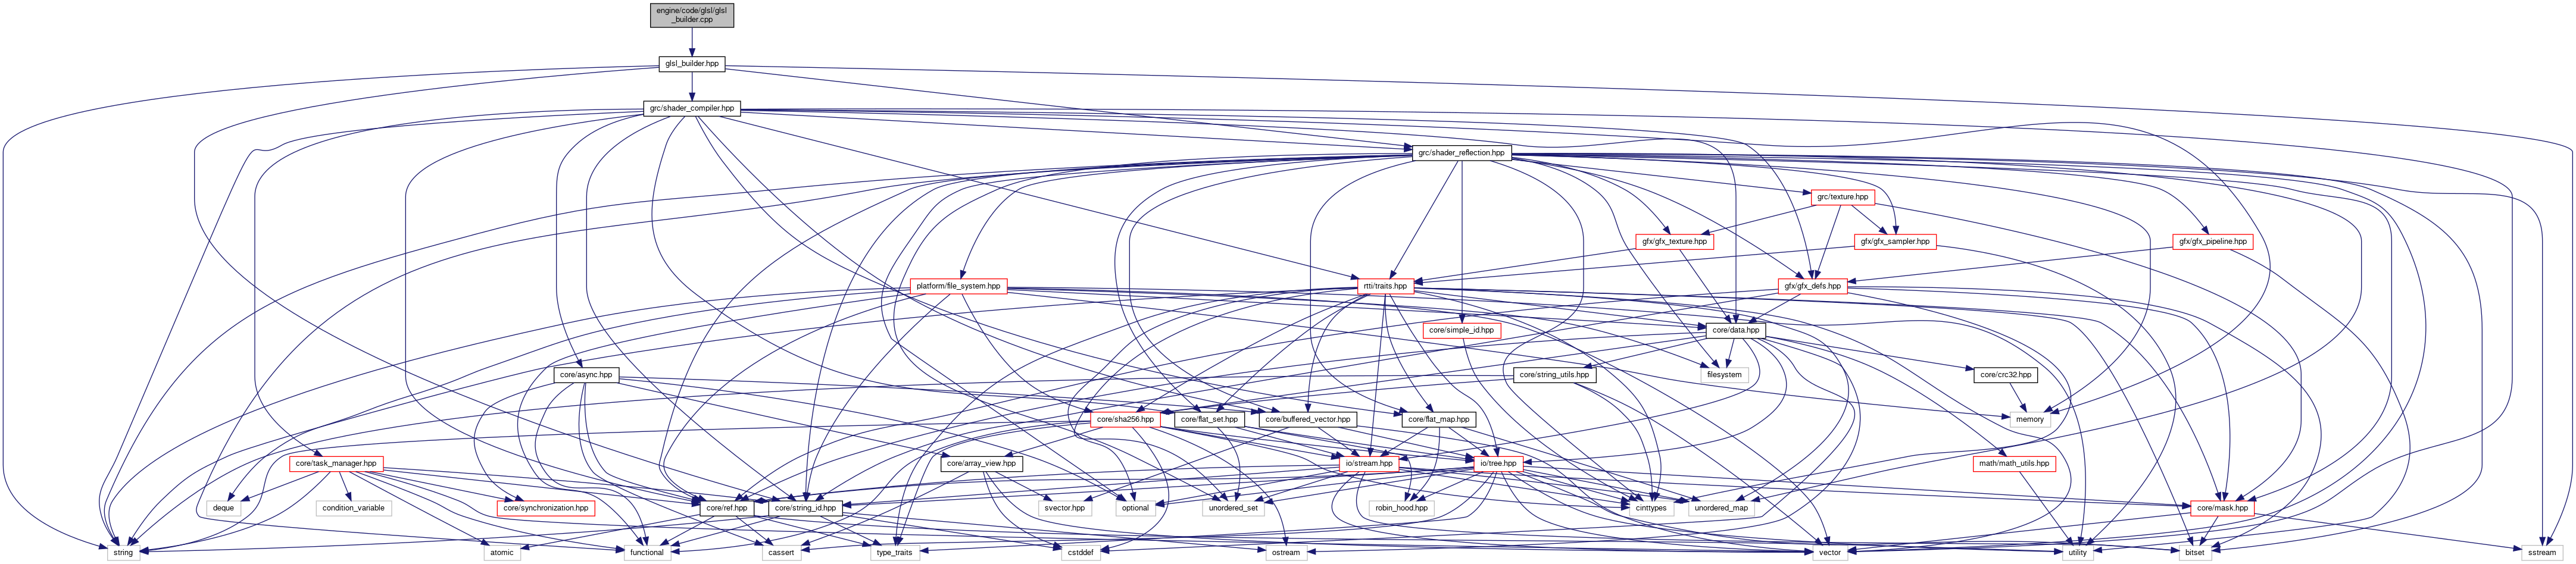 engine/code/glsl/glsl
_builder.cpp
glsl_builder.hpp
grc/shader_compiler.hpp
grc/shader_reflection.hpp
grc/texture.hpp
gfx/gfx_texture.hpp
gfx/gfx_sampler.hpp
gfx/gfx_pipeline.hpp
platform/file_system.hpp
rtti/traits.hpp
gfx/gfx_defs.hpp
core/simple_id.hpp
core/data.hpp
core/async.hpp
core/string_utils.hpp
filesystem
core/crc32.hpp
core/sha256.hpp
core/flat_set.hpp
core/buffered_vector.hpp
core/flat_map.hpp
memory
core/task_manager.hpp
core/array_view.hpp
io/stream.hpp
io/tree.hpp
math/math_utils.hpp
deque
condition_variable
core/synchronization.hpp
core/ref.hpp
core/string_id.hpp
svector.hpp
optional
unordered_set
robin_hood.hpp
cinttypes
unordered_map
core/mask.hpp
string
atomic
functional
cassert
type_traits
cstddef
ostream
vector
utility
bitset
sstream